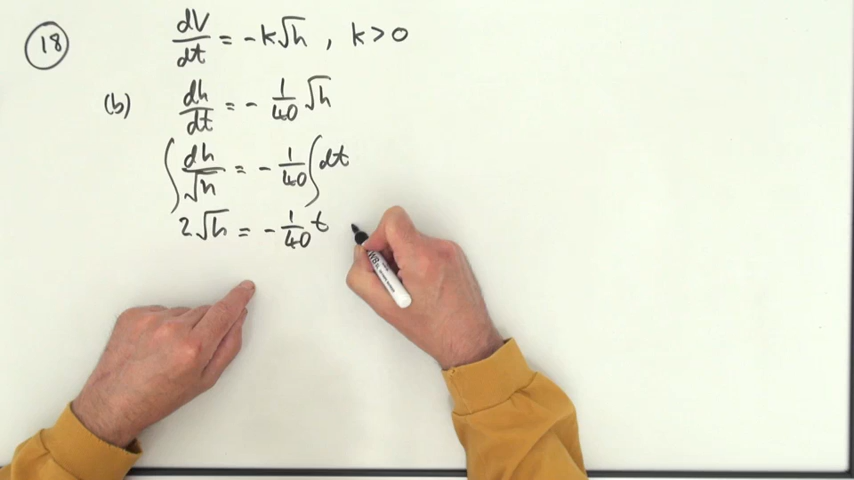 18
dV/dt = -k√h , k > 0
(b) dh/dt = - 1/40 √h
∫ dh/√h = - 1/40 ∫ dt
2√h = - 1/40 t